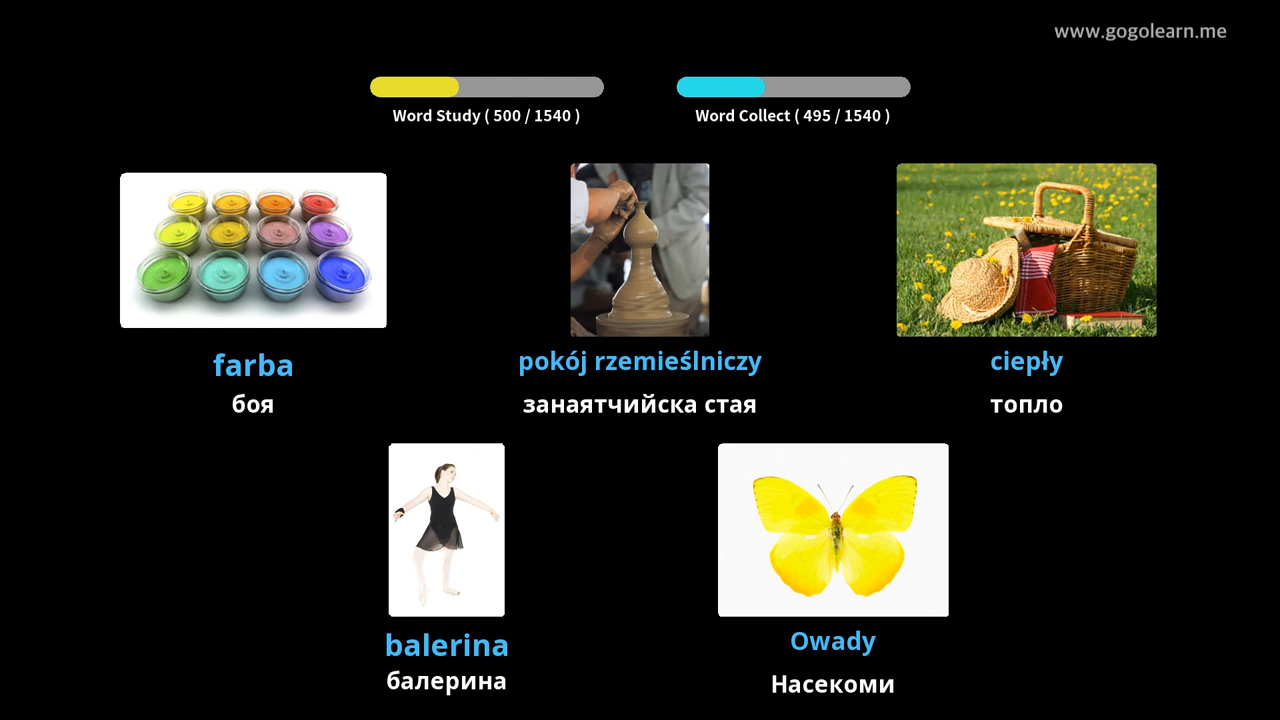 www.gogolearn.me
Word Study ( 500 / 1540 )
Word Collect ( 495 / 1540 )
farba
боя
pokój rzemieślniczy
занаятчийска стая
ciepły
топло
balerina
балерина
Owady
Насекоми